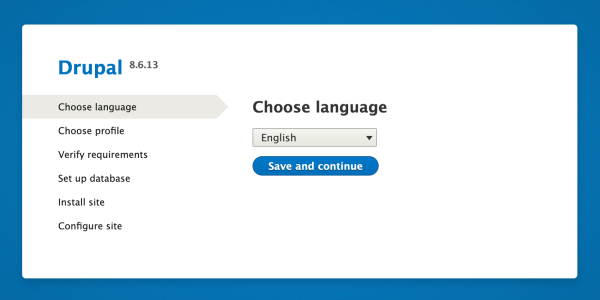 Drupal 8.6.13
Choose language
Choose profile
Verify requirements
Set up database
Install site
Configure site
Choose language
English
Save and continue